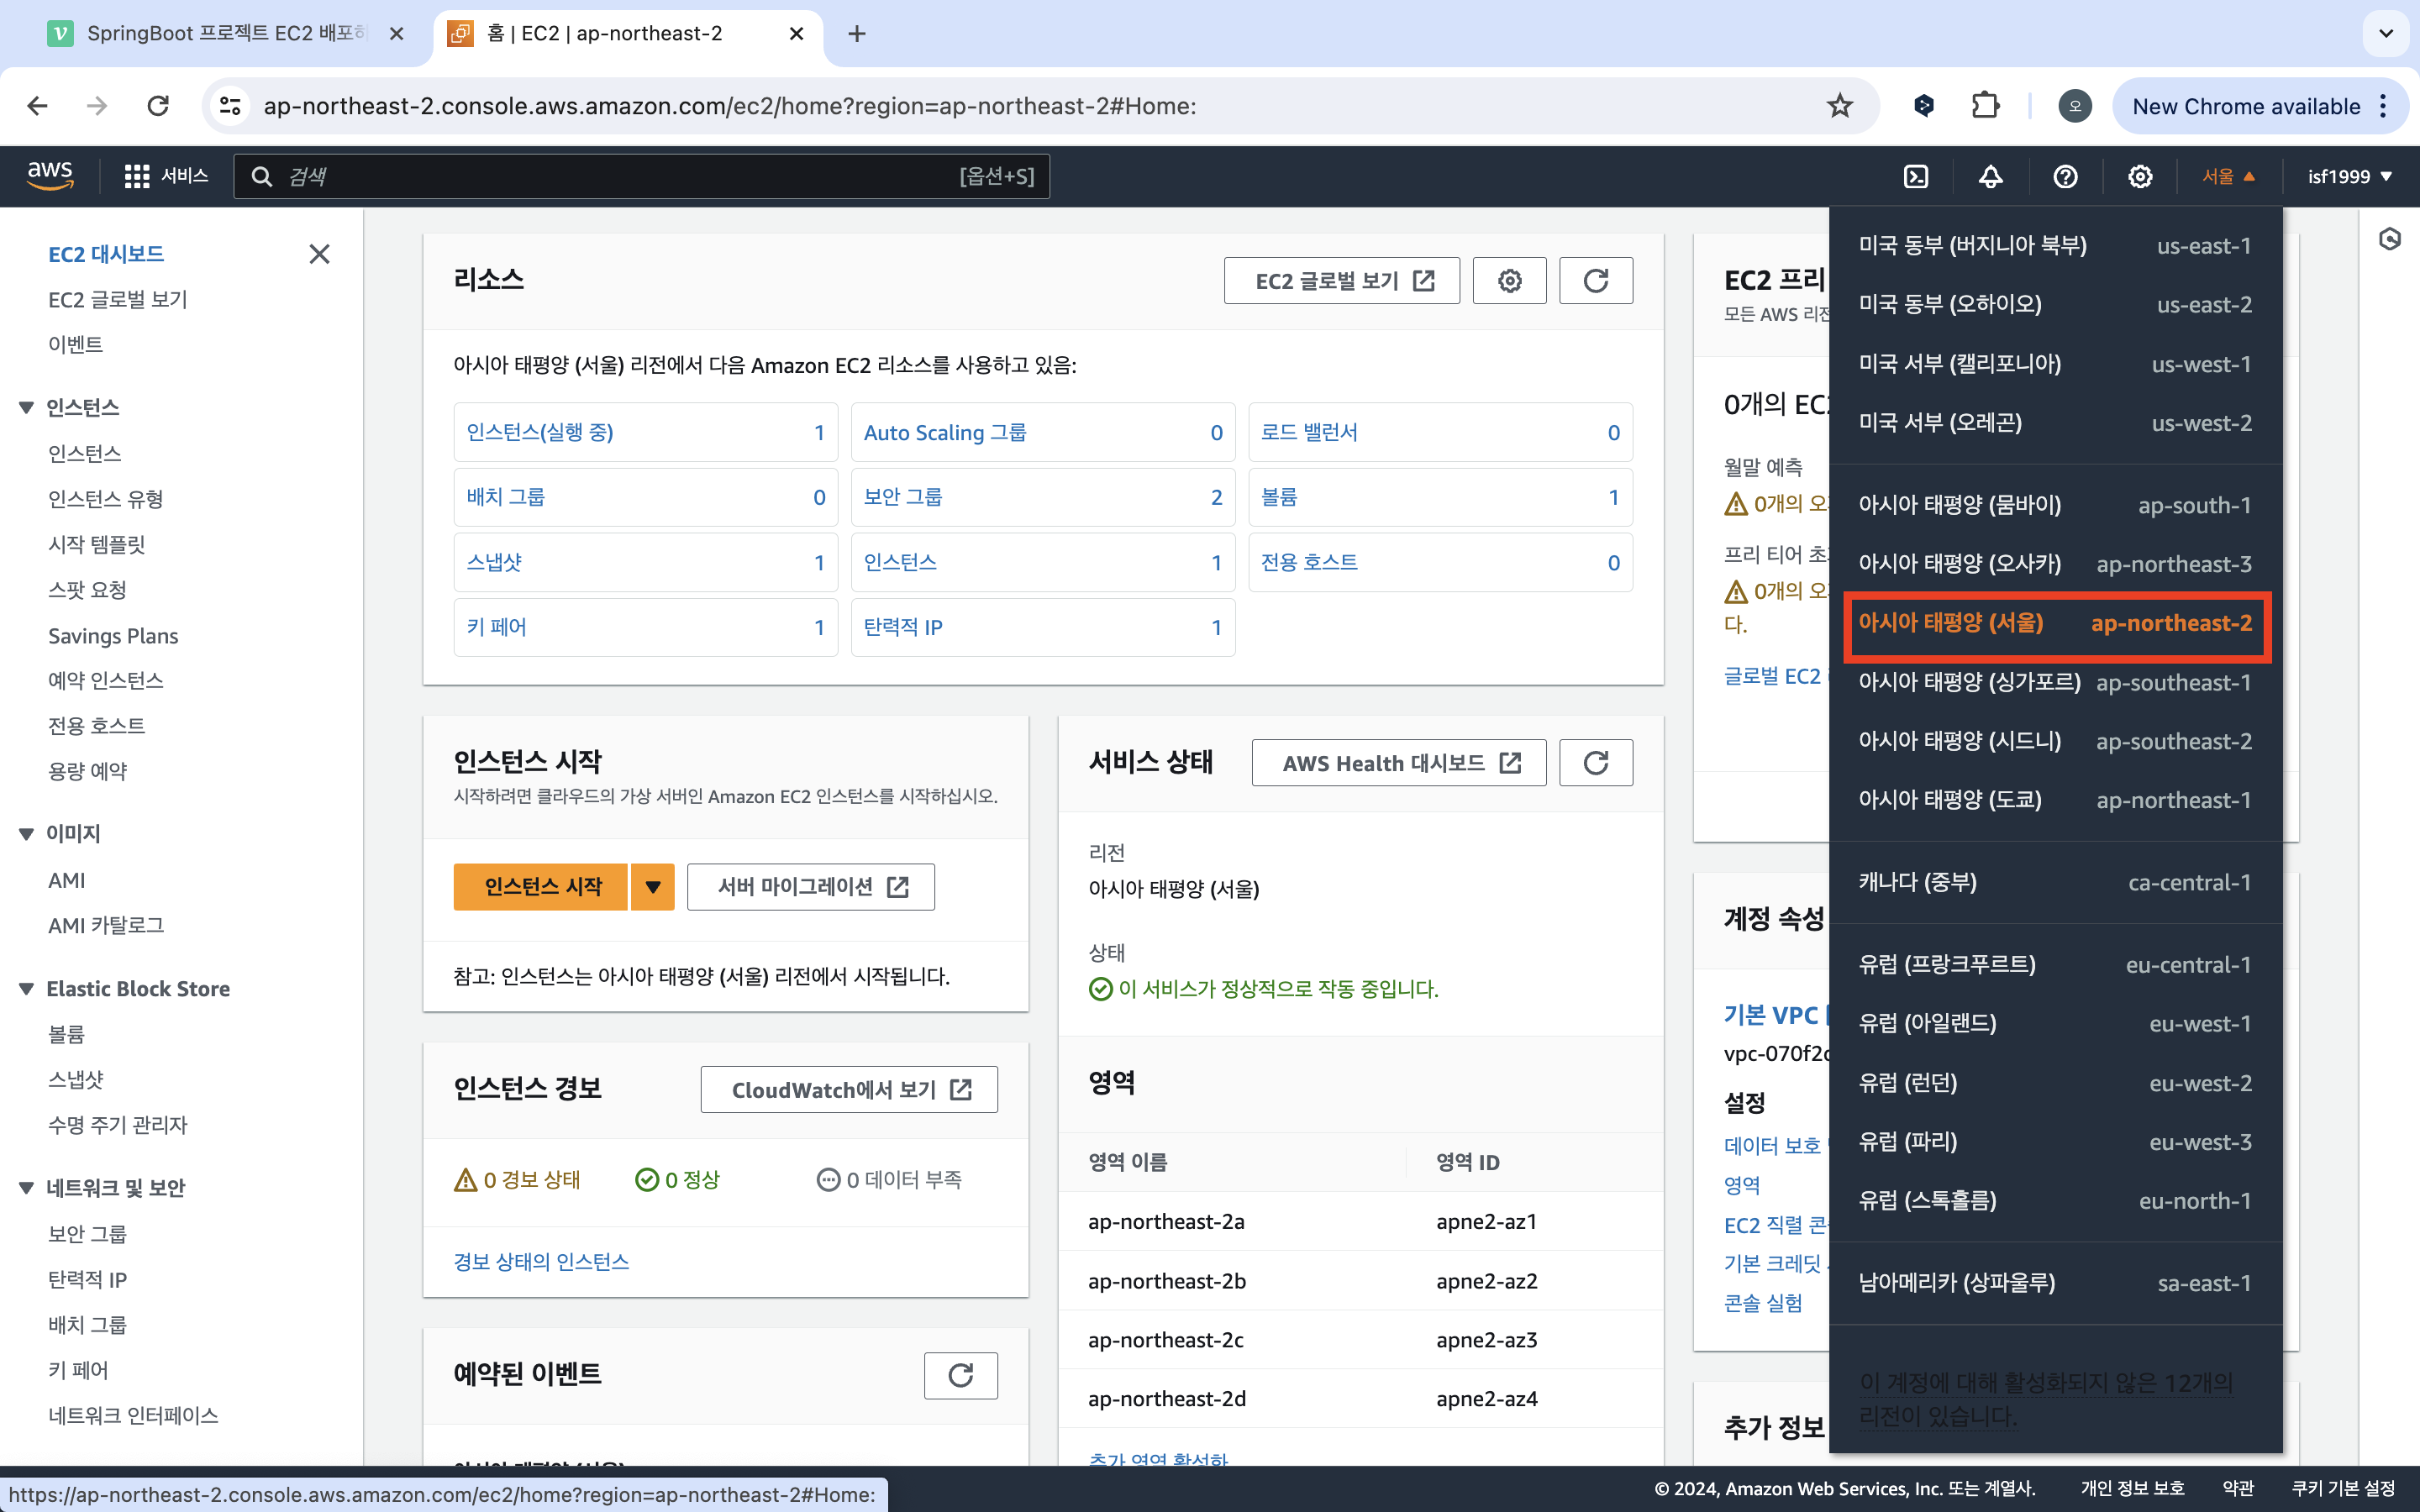 SpringBoot 프로젝트 EC2 배포하
홈 | EC2 | ap-northeast-2
ap-northeast-2.console.aws.amazon.com/ec2/home?region=ap-northeast-2#Home:
오
New Chrome available
aws
서비스
검색
[옵션+S]
서울
isf1999
EC2 대시보드
EC2 글로벌 보기
이벤트
인스턴스
인스턴스
인스턴스 유형
시작 템플릿
스팟 요청
Savings Plans
예약 인스턴스
전용 호스트
용량 예약
이미지
AMI
AMI 카탈로그
Elastic Block Store
볼륨
스냅샷
수명 주기 관리자
네트워크 및 보안
보안 그룹
탄력적 IP
배치 그룹
키 페어
네트워크 인터페이스
리소스
EC2 글로벌 보기
아시아 태평양 (서울) 리전에서 다음 Amazon EC2 리소스를 사용하고 있음:
인스턴스(실행 중) 1
Auto Scaling 그룹 0
로드 밸런서 0
배치 그룹 0
보안 그룹 2
볼륨 1
스냅샷 1
인스턴스 1
전용 호스트 0
키 페어 1
탄력적 IP 1
인스턴스 시작
시작하려면 클라우드의 가상 서버인 Amazon EC2 인스턴스를 시작하십시오.
인스턴스 시작
서버 마이그레이션
참고: 인스턴스는 아시아 태평양 (서울) 리전에서 시작됩니다.
인스턴스 경보
CloudWatch에서 보기
0 경보 상태
0 정상
0 데이터 부족
경보 상태의 인스턴스
예약된 이벤트
아시아 태평양 (서울)
서비스 상태
AWS Health 대시보드
리전
아시아 태평양 (서울)
상태
이 서비스가 정상적으로 작동 중입니다.
영역
영역 이름 영역 ID
ap-northeast-2a apne2-az1
ap-northeast-2b apne2-az2
ap-northeast-2c apne2-az3
ap-northeast-2d apne2-az4
추가 영역 활성화
EC2 프리
모든 AWS 리전
0개의 EC2
월말 예측
0개의 오
프리 티어 초
0개의 오
다.
글로벌 EC2
계정 속성
기본 VPC
vpc-070f2
설정
데이터 보호
영역
EC2 직렬 콘
기본 크레딧
콘솔 실험
추가 정보
미국 동부 (버지니아 북부) us-east-1
미국 동부 (오하이오) us-east-2
미국 서부 (캘리포니아) us-west-1
미국 서부 (오레곤) us-west-2
아시아 태평양 (뭄바이) ap-south-1
아시아 태평양 (오사카) ap-northeast-3
아시아 태평양 (서울) ap-northeast-2
아시아 태평양 (싱가포르) ap-southeast-1
아시아 태평양 (시드니) ap-southeast-2
아시아 태평양 (도쿄) ap-northeast-1
캐나다 (중부) ca-central-1
유럽 (프랑크푸르트) eu-central-1
유럽 (아일랜드) eu-west-1
유럽 (런던) eu-west-2
유럽 (파리) eu-west-3
유럽 (스톡홀름) eu-north-1
남아메리카 (상파울루) sa-east-1
이 계정에 대해 활성화되지 않은 12개의
리전이 있습니다.
https://ap-northeast-2.console.aws.amazon.com/ec2/home?region=ap-northeast-2#Home:
© 2024, Amazon Web Services, Inc. 또는 계열사.
개인 정보 보호
약관
쿠키 기본 설정